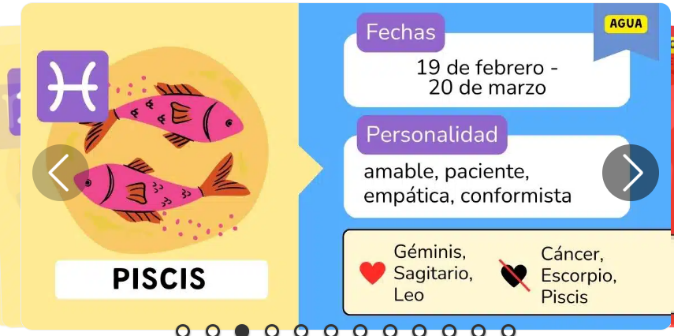 PISCIS
AGUA
Fechas
19 de febrero -
20 de marzo
Personalidad
amable, paciente,
empática, conformista
Géminis,
Sagitario,
Leo
Cáncer,
Escorpio,
Piscis